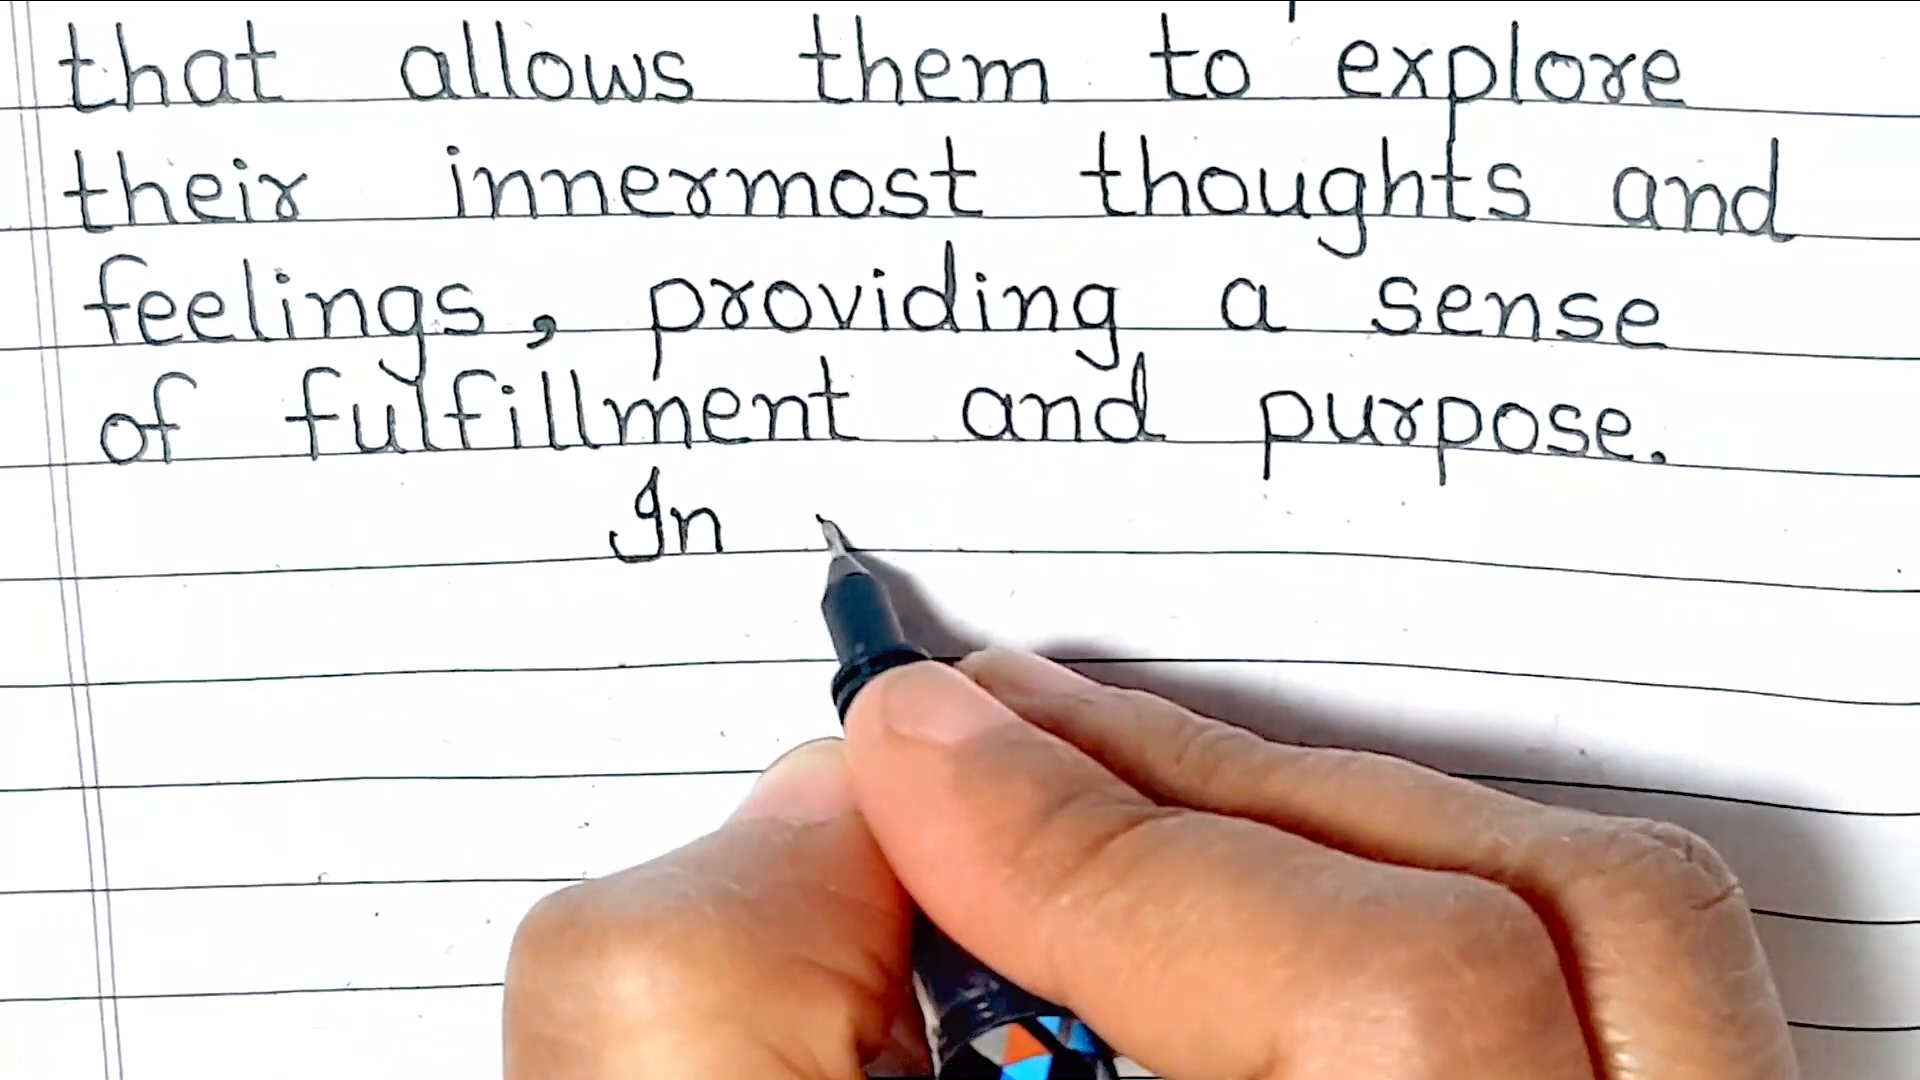 that allows them to explore
their innermost thoughts and
feelings, providing a sense
of fulfillment and purpose.
In